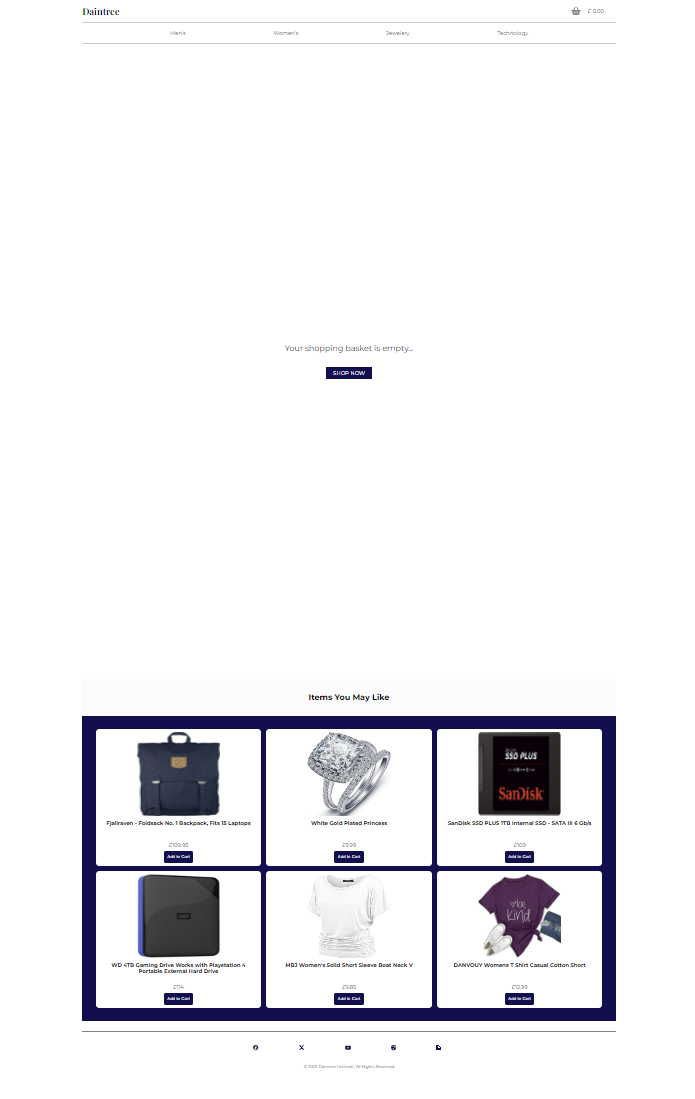 Daintree
£ 0.00
Men's
Women's
Jewelery
Technology
Your shopping basket is empty...
SHOP NOW
Items You May Like
SSD PLUS
SanDisk
Fjallraven - Foldsack No. 1 Backpack, Fits 15 Laptops
White Gold Plated Princess
SanDisk SSD PLUS 1TB Internal SSD - SATA III 6 Gb/s
£109.95
£9.99
£109
Add to Cart
Add to Cart
Add to Cart
be
kind
WD 4TB Gaming Drive Works with Playstation 4
Portable External Hard Drive
MBJ Women's Solid Short Sleeve Boat Neck V
DANVOUY Womens T Shirt Casual Cotton Short
£114
£9.85
£12.99
Add to Cart
Add to Cart
Add to Cart
All Rights Reserved